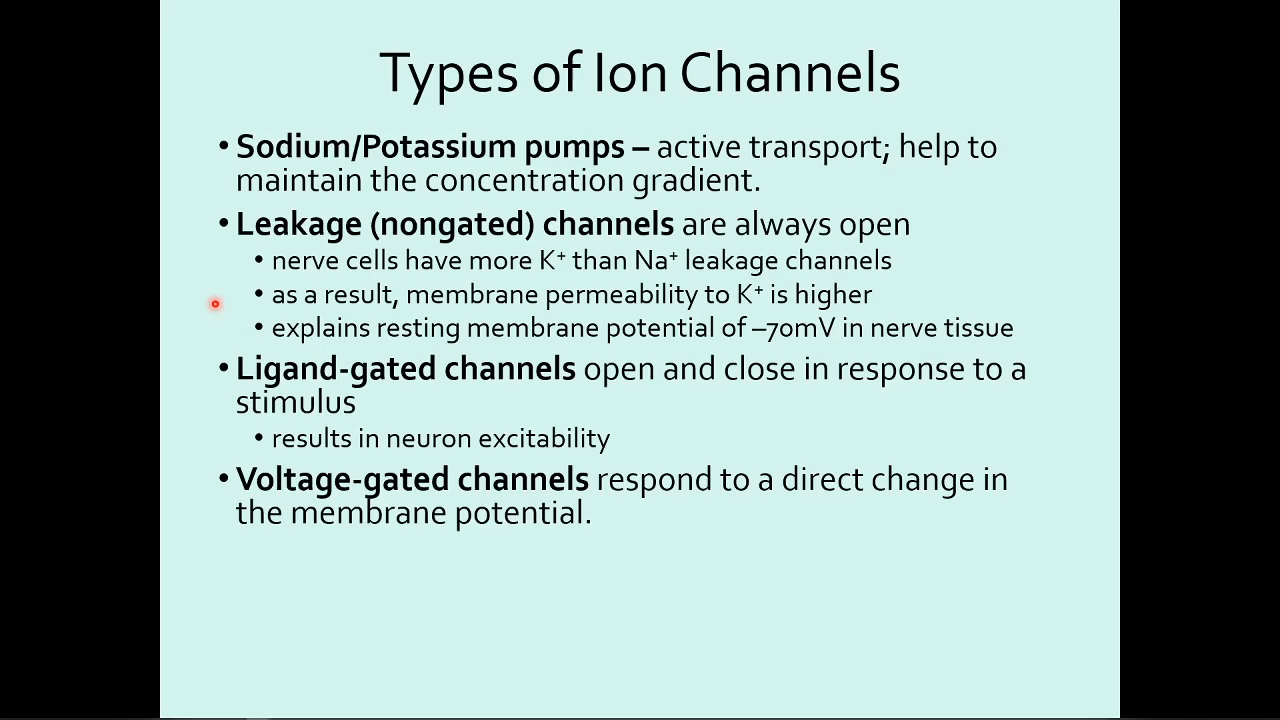 Types of Ion Channels
• Sodium/Potassium pumps – active transport; help to
maintain the concentration gradient.
• Leakage (nongated) channels are always open
• nerve cells have more K⁺ than Na⁺ leakage channels
• as a result, membrane permeability to K⁺ is higher
• explains resting membrane potential of –70mV in nerve tissue
• Ligand-gated channels open and close in response to a
stimulus
• results in neuron excitability
• Voltage-gated channels respond to a direct change in
the membrane potential.